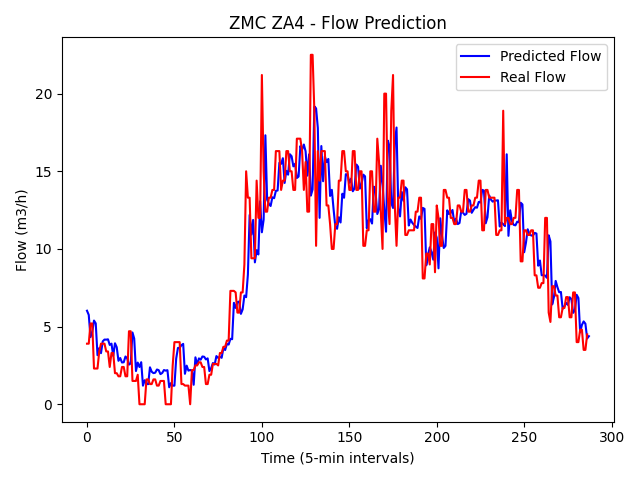 ZMC ZA4 - Flow Prediction
Predicted Flow
Real Flow
Flow (m3/h)
20
15
10
5
0
0 50 100 150 200 250 300
Time (5-min intervals)